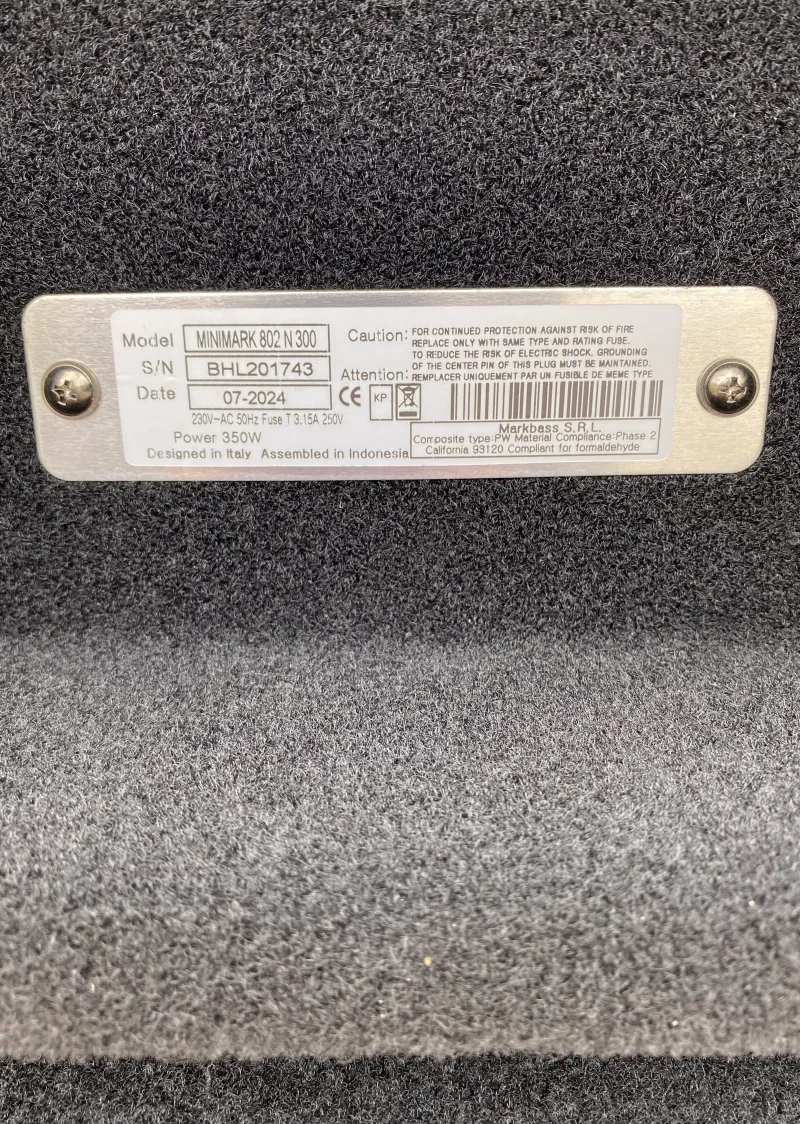 Model MINIMARK 802 N 300
S/N BHL201743
Date 07-2024
230V~AC 50Hz Fuse T 3.15A 250V
Power 350W
Designed in Italy Assembled in Indonesia
Caution: FOR CONTINUED PROTECTION AGAINST RISK OF FIRE
REPLACE ONLY WITH SAME TYPE AND RATING FUSE.
TO REDUCE THE RISK OF ELECTRIC SHOCK, GROUNDING
OF THE CENTER PIN OF THIS PLUG MUST BE MAINTAINED.
Attention: REMPLACER UNIQUEMENT PAR UN FUSIBLE DE MEME TYPE
CE KP
Markbass S.R.L.
Composite type:PW Material Compliance:Phase 2
California 93120 Compliant for formaldehyde